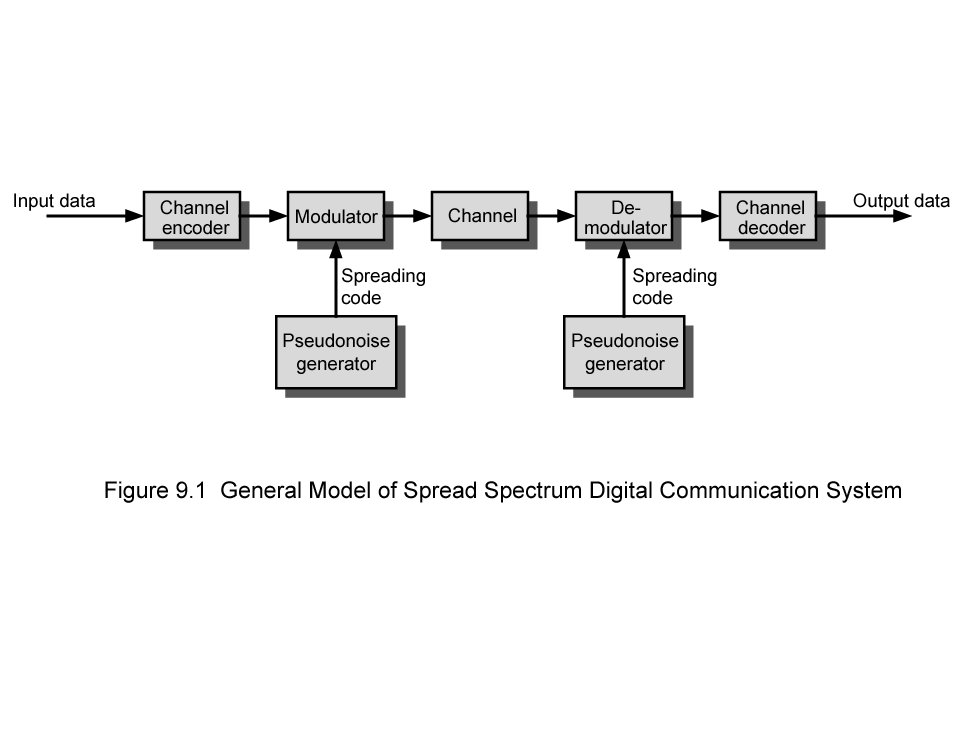 Input data
Channel
encoder
Modulator
Channel
De-
modulator
Channel
decoder
Output data
Spreading
code
Spreading
code
Pseudonoise
generator
Pseudonoise
generator
Figure 9.1  General Model of Spread Spectrum Digital Communication System